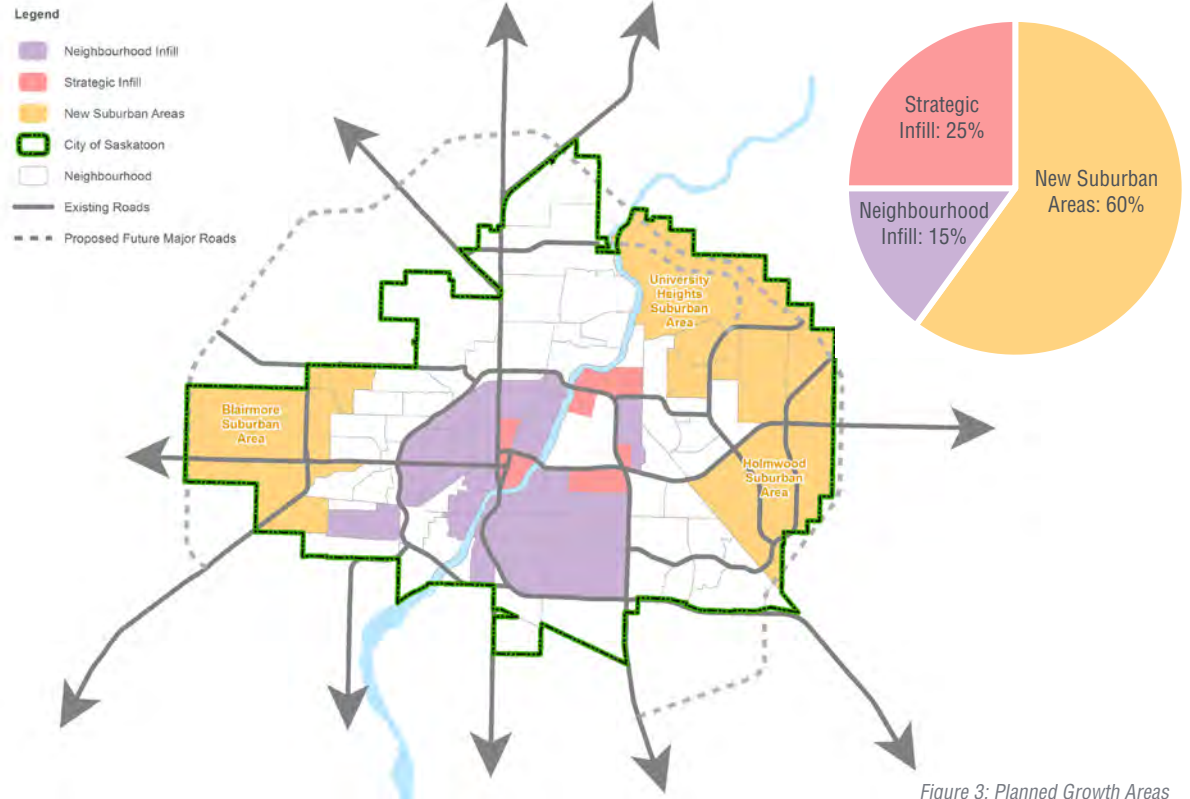 Legend
Neighbourhood Infill
Strategic Infill
New Suburban Areas
City of Saskatoon
Neighbourhood
Existing Roads
Proposed Future Major Roads
Strategic
Infill: 25%
New Suburban
Areas: 60%
Neighbourhood
Infill: 15%
University
Heights
Suburban
Area
Blairmore
Suburban
Area
Holmwood
Suburban
Area
Figure 3: Planned Growth Areas